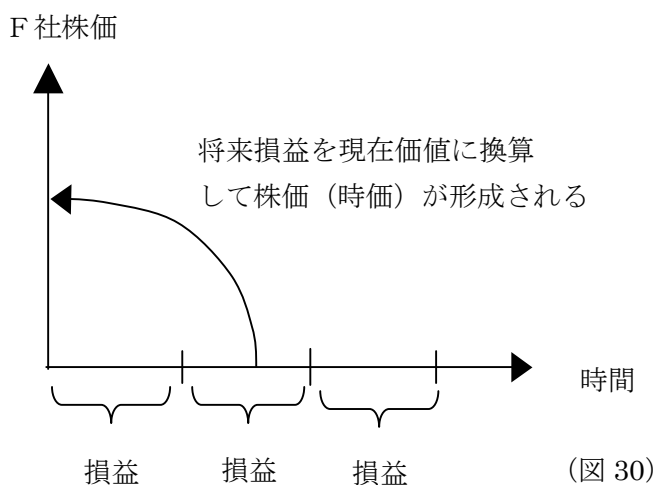 F社株価
将来損益を現在価値に換算
して株価（時価）が形成される
時間
損益
損益
損益
（図 30）